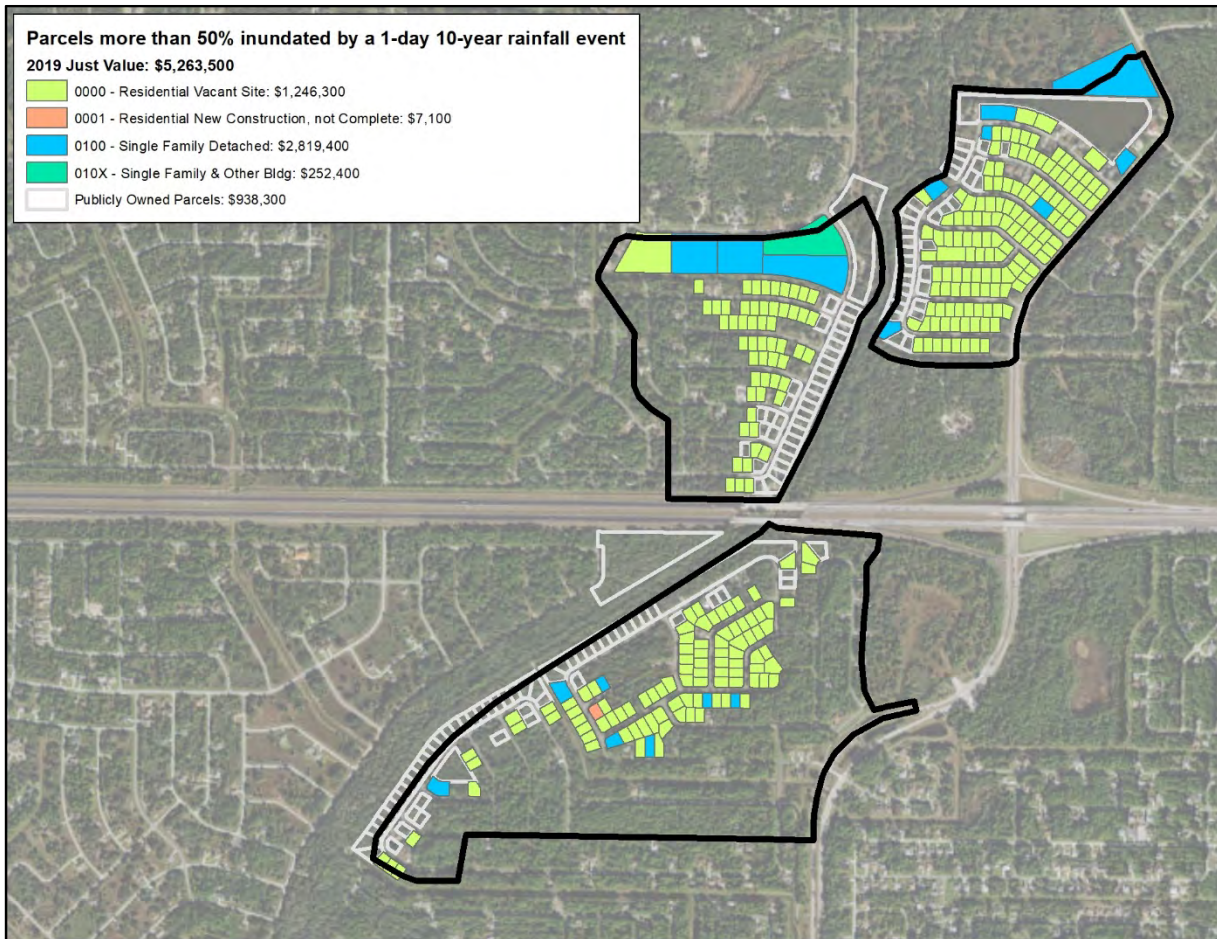 Parcels more than 50% inundated by a 1-day 10-year rainfall event
2019 Just Value: $5,263,500
0000 - Residential Vacant Site: $1,246,300
0001 - Residential New Construction, not Complete: $7,100
0100 - Single Family Detached: $2,819,400
010X - Single Family & Other Bldg: $252,400
Publicly Owned Parcels: $938,300